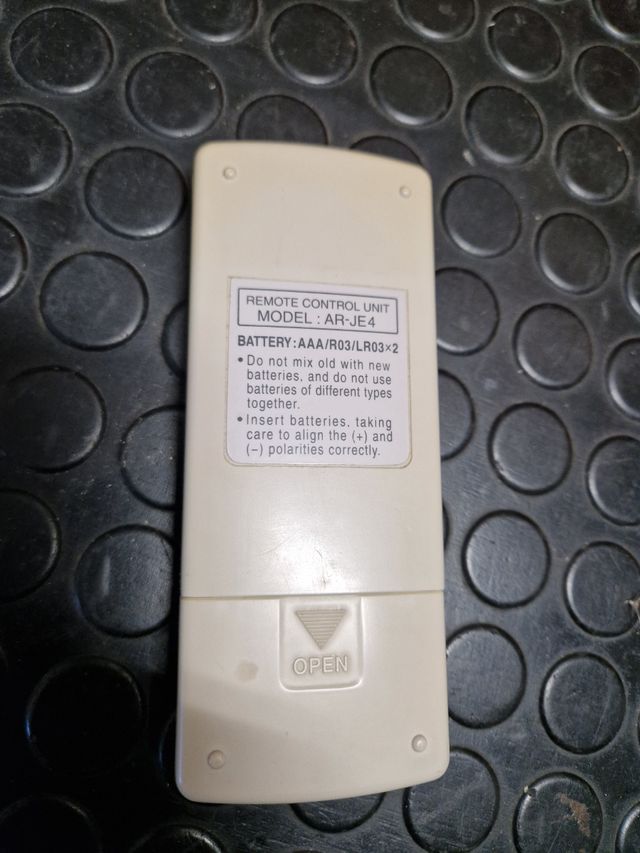 REMOTE CONTROL UNIT
MODEL : AR-JE4
BATTERY:AAA/R03/LR03×2
•Do not mix old with new
batteries, and do not use
batteries of different types
together.
•Insert batteries, taking
care to align the (+) and
(−) polarities correctly.
OPEN